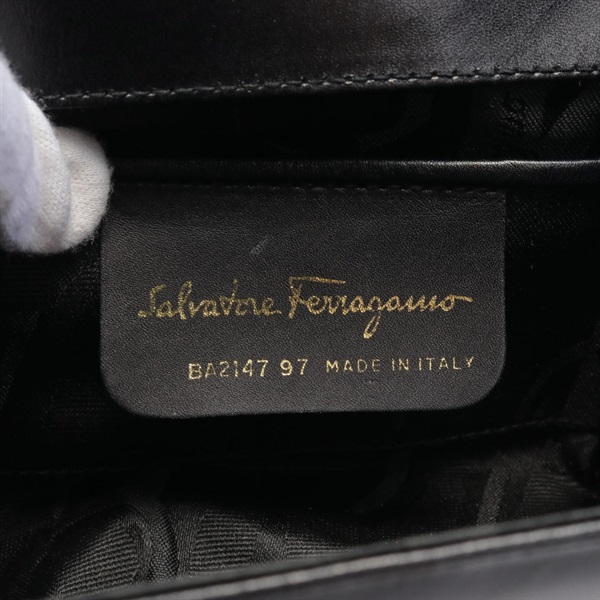 Salvatore Ferragamo
BA2147 97 MADE IN ITALY